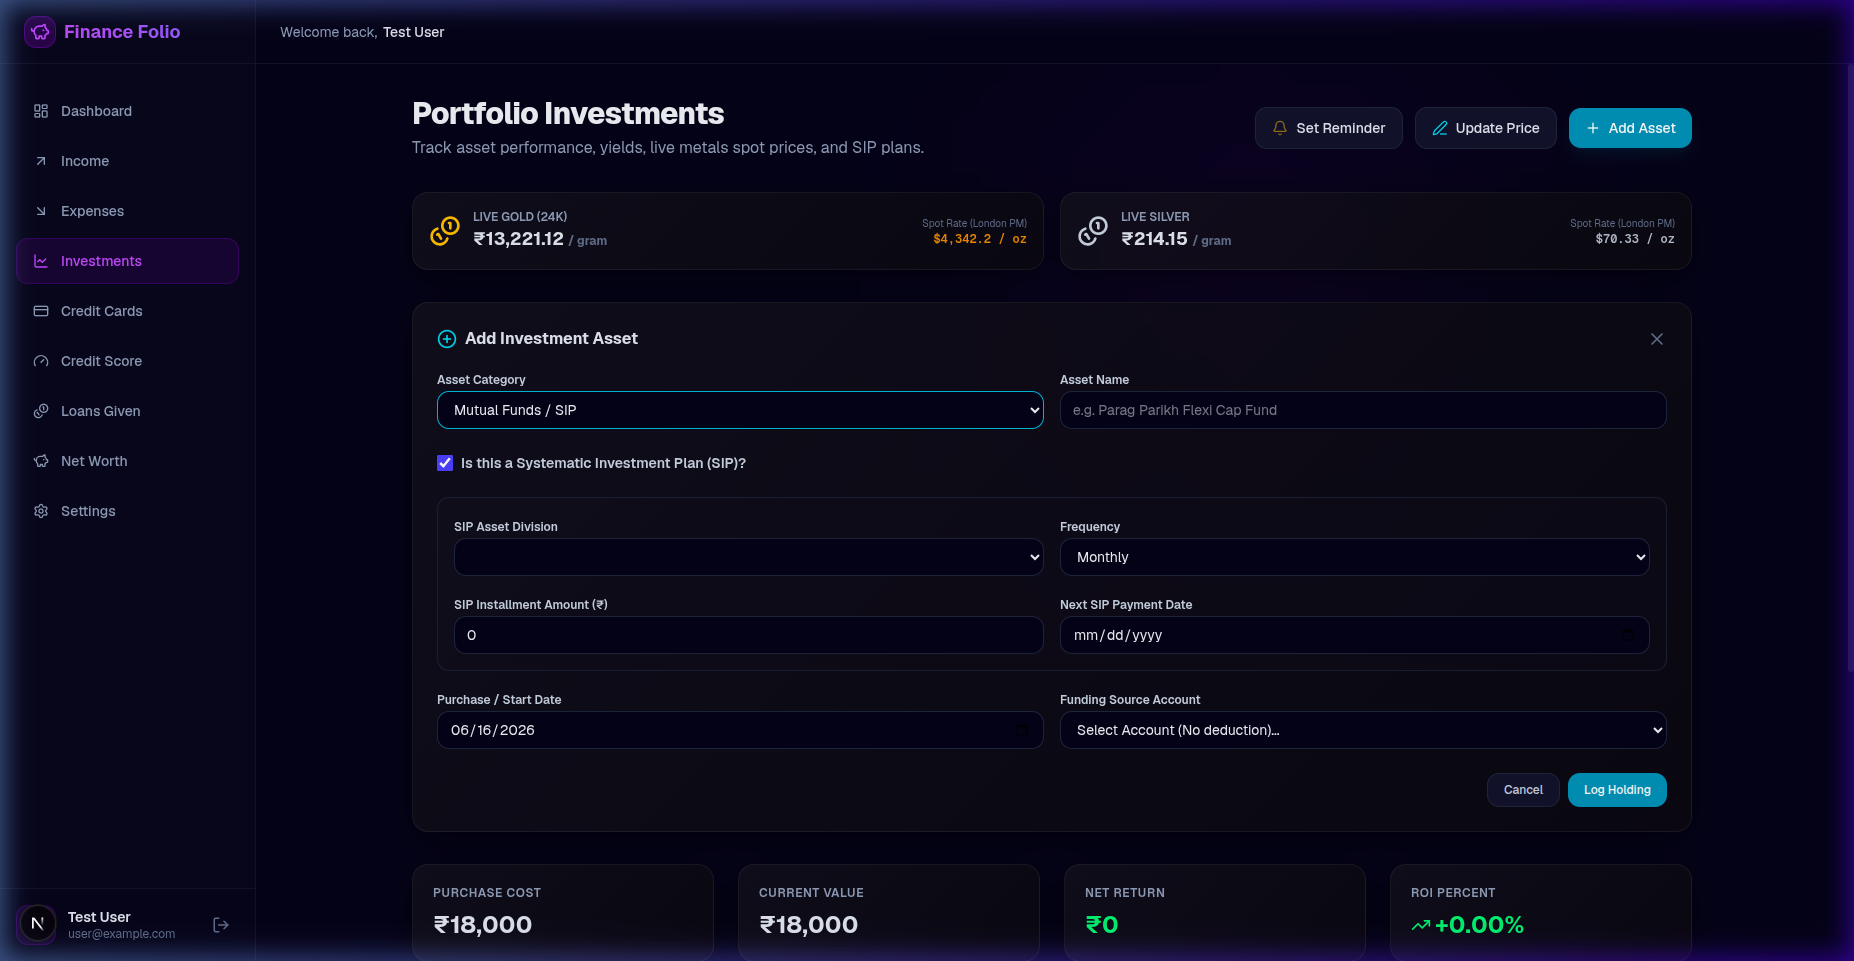 Finance Folio
Welcome back, Test User
Dashboard
Income
Expenses
Investments
Credit Cards
Credit Score
Loans Given
Net Worth
Settings
Test User
user@example.com
N
Portfolio Investments
Track asset performance, yields, live metals spot prices, and SIP plans.
Set Reminder
Update Price
Add Asset
LIVE GOLD (24K)
₹13,221.12 / gram
Spot Rate (London PM)
$4,342.2 / oz
LIVE SILVER
₹214.15 / gram
Spot Rate (London PM)
$70.33 / oz
Add Investment Asset
Asset Category
Mutual Funds / SIP
Asset Name
e.g. Parag Parikh Flexi Cap Fund
Is this a Systematic Investment Plan (SIP)?
SIP Asset Division
Frequency
Monthly
SIP Installment Amount (₹)
0
Next SIP Payment Date
mm/dd/yyyy
Purchase / Start Date
06/16/2026
Funding Source Account
Select Account (No deduction)...
Cancel
Log Holding
PURCHASE COST
₹18,000
CURRENT VALUE
₹18,000
NET RETURN
₹0
ROI PERCENT
+0.00%